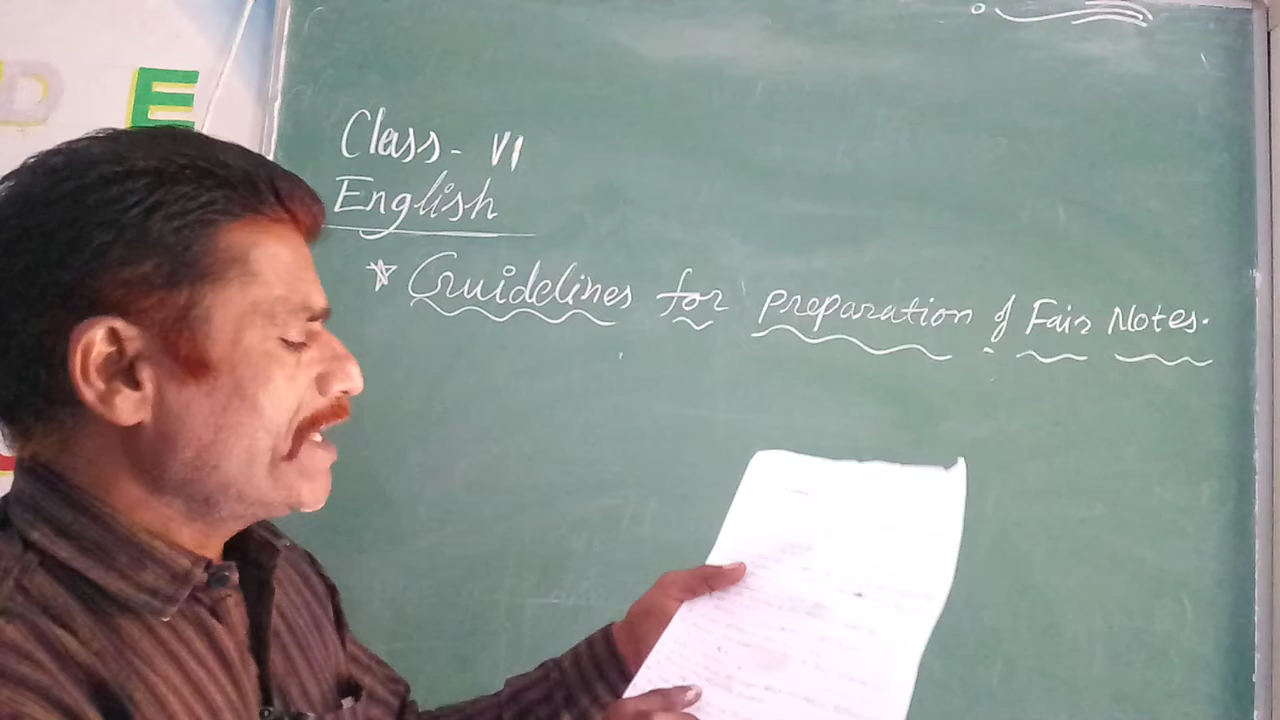 D E
Class - VI
English
* Guidelines for preparation of Fair Notes.